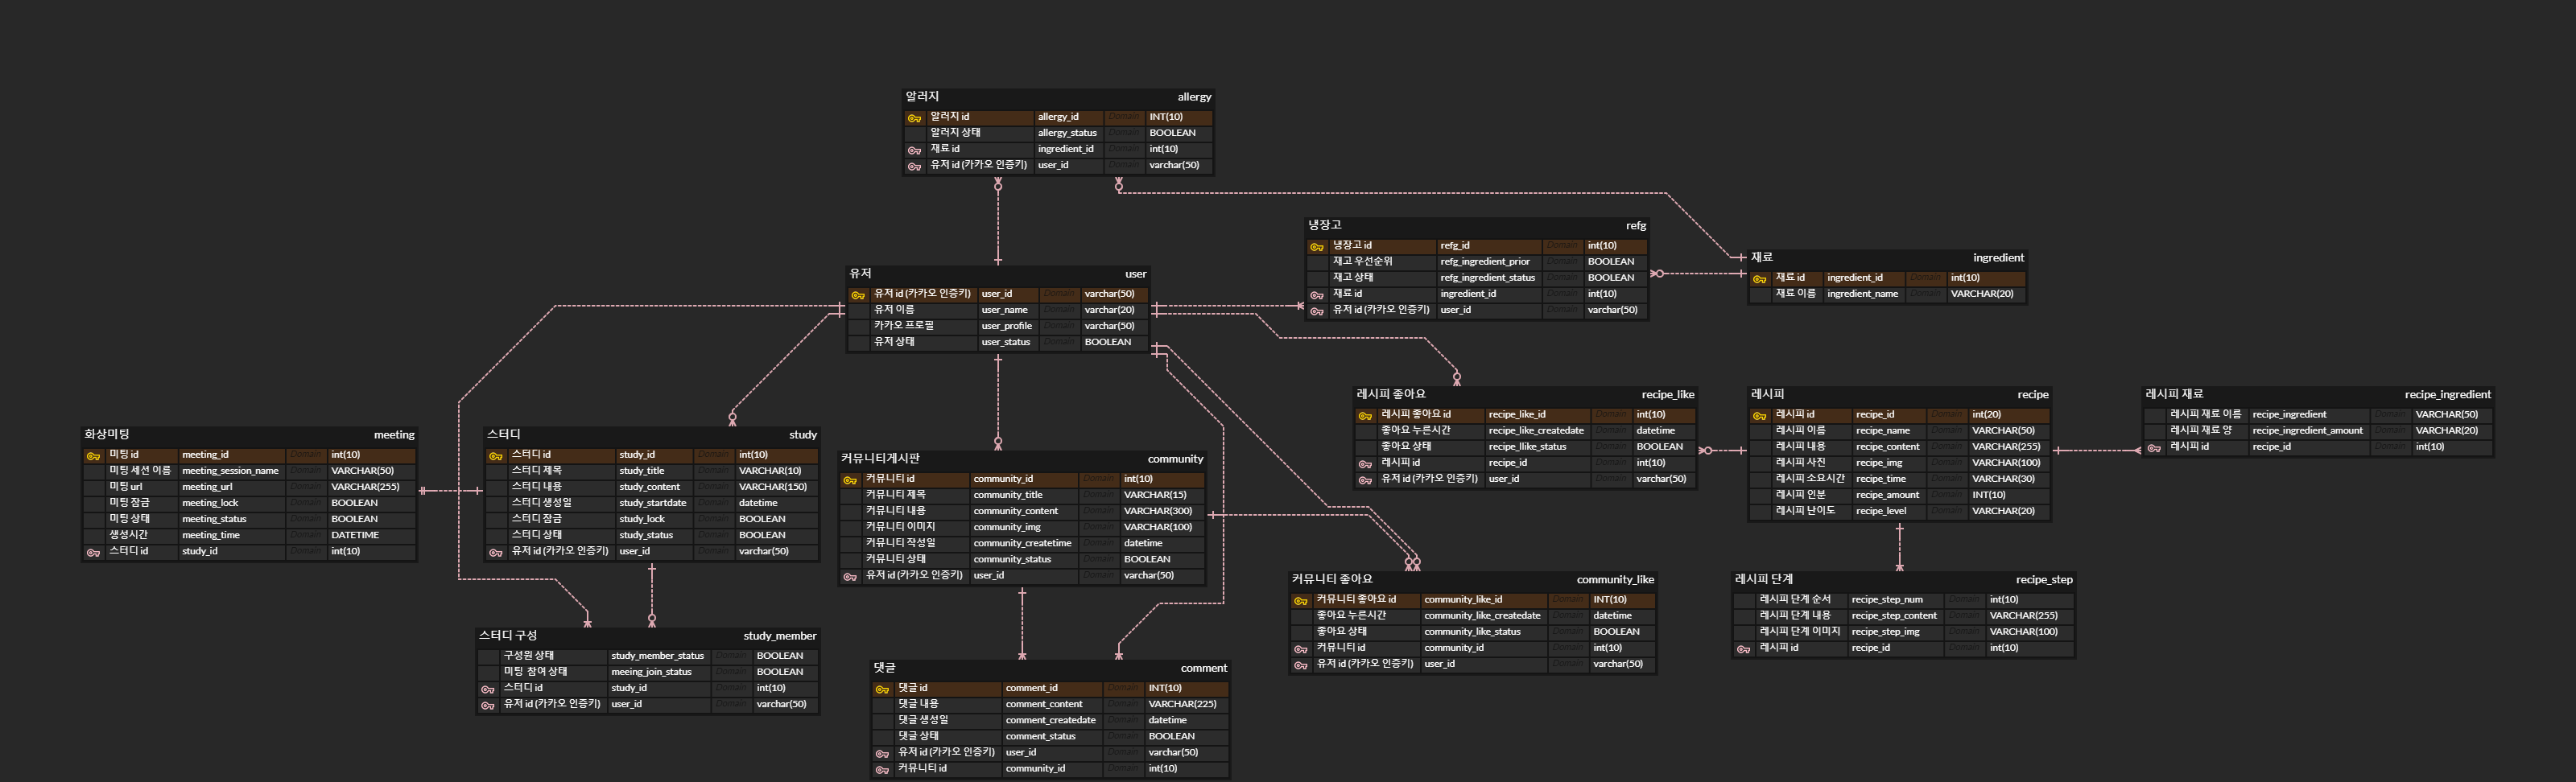 알러지 allergy
알러지 id allergy_id Domain INT(10)
알러지 상태 allergy_status Domain BOOLEAN
재료 id ingredient_id Domain int(10)
유저 id (카카오 인증키) user_id Domain varchar(50)
냉장고 refg
냉장고 id refg_id Domain int(10)
재고 우선순위 refg_ingredient_prior Domain BOOLEAN
재고 상태 refg_ingredient_status Domain BOOLEAN
재료 id ingredient_id Domain int(10)
유저 id (카카오 인증키) user_id Domain varchar(50)
재료 ingredient
재료 id ingredient_id Domain int(10)
재료 이름 ingredient_name Domain VARCHAR(20)
유저 user
유저 id (카카오 인증키) user_id Domain varchar(50)
유저 이름 user_name Domain varchar(20)
카카오 프로필 user_profile Domain varchar(50)
유저 상태 user_status Domain BOOLEAN
레시피 좋아요 recipe_like
레시피 좋아요 id recipe_like_id Domain int(10)
좋아요 누른시간 recipe_like_createdate Domain datetime
좋아요 상태 recipe_llike_status Domain BOOLEAN
레시피 id recipe_id Domain int(10)
유저 id (카카오 인증키) user_id Domain varchar(50)
레시피 recipe
레시피 id recipe_id Domain int(20)
레시피 이름 recipe_name Domain VARCHAR(50)
레시피 내용 recipe_content Domain VARCHAR(255)
레시피 사진 recipe_img Domain VARCHAR(100)
레시피 소요시간 recipe_time Domain VARCHAR(30)
레시피 인분 recipe_amount Domain INT(10)
레시피 난이도 recipe_level Domain VARCHAR(20)
레시피 재료 recipe_ingredient
레시피 재료 이름 recipe_ingredient Domain VARCHAR(50)
레시피 재료 양 recipe_ingredient_amount Domain VARCHAR(20)
레시피 id recipe_id Domain int(10)
화상미팅 meeting
미팅 id meeting_id Domain int(10)
미팅 세션 이름 meeting_session_name Domain VARCHAR(50)
미팅 url meeting_url Domain VARCHAR(255)
미팅 잠금 meeting_lock Domain BOOLEAN
미팅 상태 meeting_status Domain BOOLEAN
생성시간 meeting_time Domain DATETIME
스터디 id study_id Domain int(10)
스터디 study
스터디 id study_id Domain int(10)
스터디 제목 study_title Domain VARCHAR(10)
스터디 내용 study_content Domain VARCHAR(150)
스터디 생성일 study_startdate Domain datetime
스터디 잠금 study_lock Domain BOOLEAN
스터디 상태 study_status Domain BOOLEAN
유저 id (카카오 인증키) user_id Domain varchar(50)
커뮤니티게시판 community
커뮤니티 id community_id Domain int(10)
커뮤니티 제목 community_title Domain VARCHAR(15)
커뮤니티 내용 community_content Domain VARCHAR(300)
커뮤니티 이미지 community_img Domain VARCHAR(100)
커뮤니티 작성일 community_createtime Domain datetime
커뮤니티 상태 community_status Domain BOOLEAN
유저 id (카카오 인증키) user_id Domain varchar(50)
커뮤니티 좋아요 community_like
커뮤니티 좋아요 id community_like_id Domain INT(10)
좋아요 누른시간 community_like_createdate Domain datetime
좋아요 상태 community_like_status Domain BOOLEAN
커뮤니티 id community_id Domain int(10)
유저 id (카카오 인증키) user_id Domain varchar(50)
레시피 단계 recipe_step
레시피 단계 순서 recipe_step_num Domain int(10)
레시피 단계 내용 recipe_step_content Domain VARCHAR(255)
레시피 단계 이미지 recipe_step_img Domain VARCHAR(100)
레시피 id recipe_id Domain int(10)
스터디 구성 study_member
구성원 상태 study_member_status Domain BOOLEAN
미팅 참여 상태 meeing_join_status Domain BOOLEAN
스터디 id study_id Domain int(10)
유저 id (카카오 인증키) user_id Domain varchar(50)
댓글 comment
댓글 id comment_id Domain INT(10)
댓글 내용 comment_content Domain VARCHAR(225)
댓글 생성일 comment_createdate Domain datetime
댓글 상태 comment_status Domain BOOLEAN
유저 id (카카오 인증키) user_id Domain varchar(50)
커뮤니티 id community_id Domain int(10)